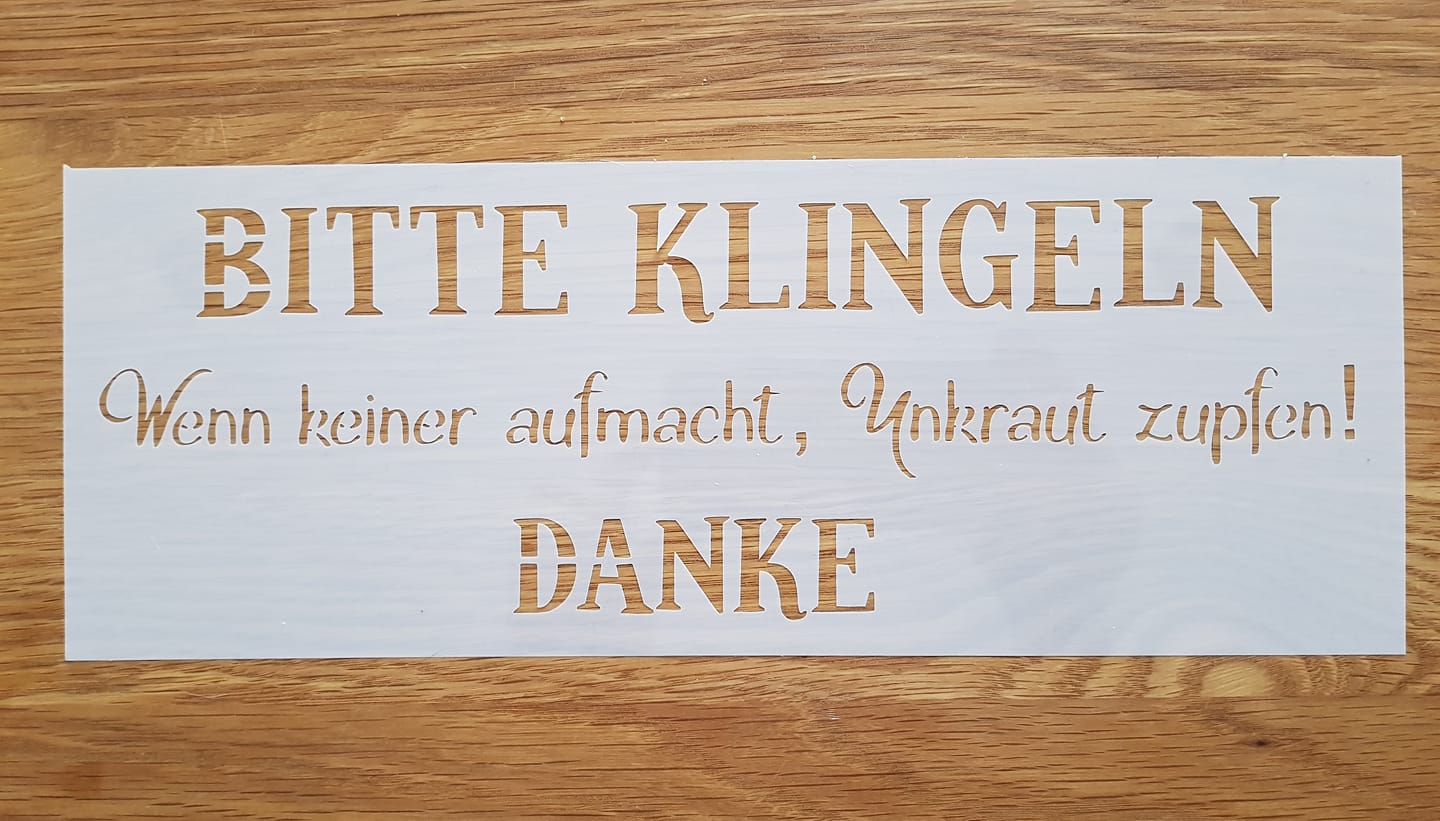 BITTE KLINGELN
Wenn keiner aufmacht, Unkraut zupfen!
DANKE